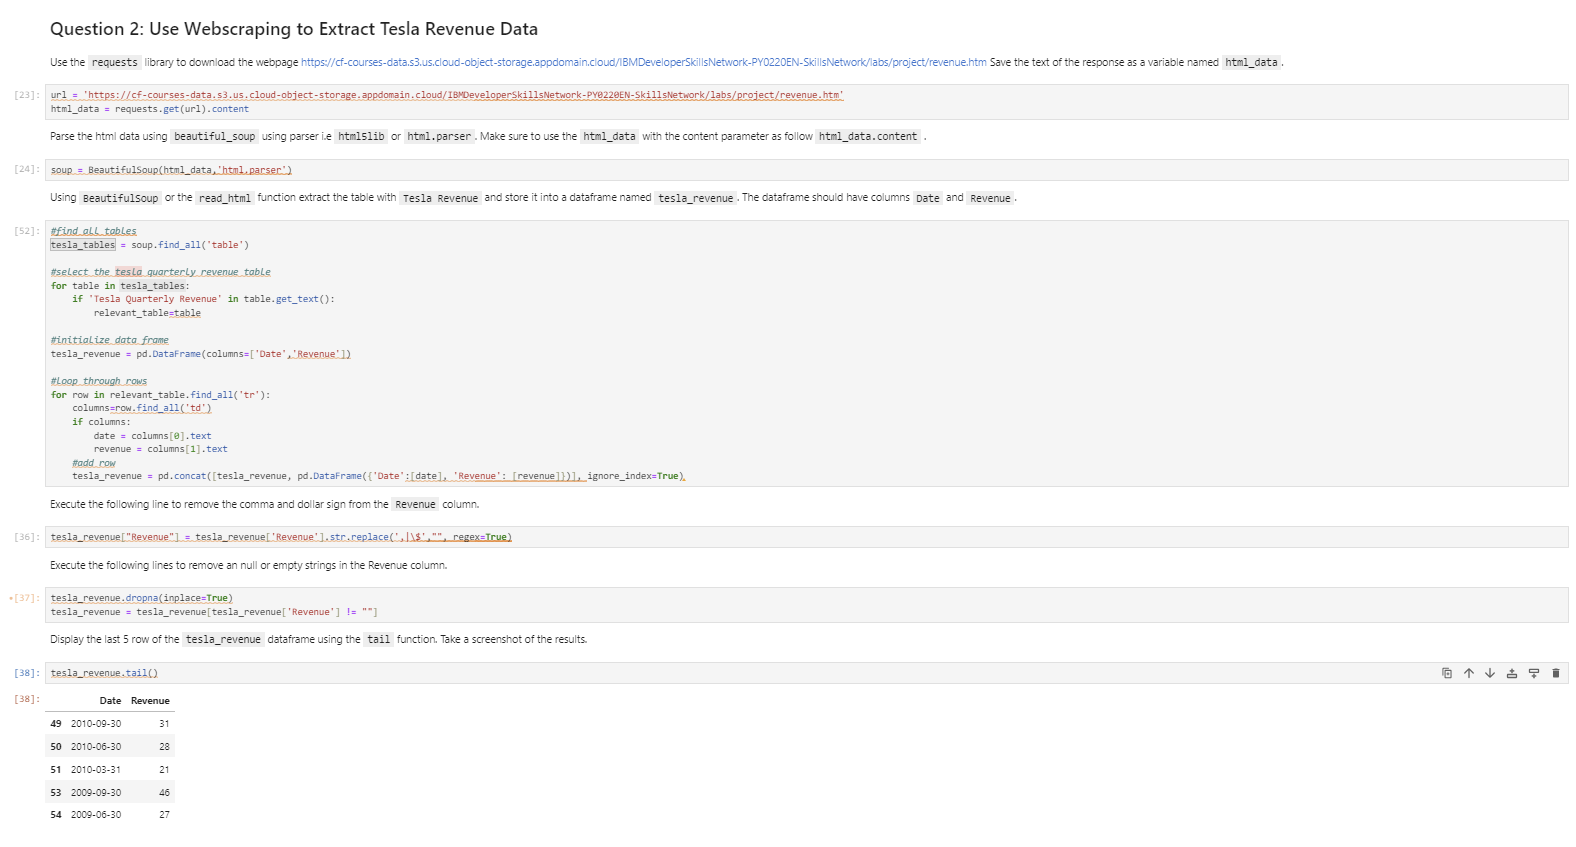 Question 2: Use Webscraping to Extract Tesla Revenue Data
Use the requests library to download the webpage https://cf-courses-data.s3.us.cloud-object-storage.appdomain.cloud/IBMDeveloperSkillsNetwork-PY0220EN-SkillsNetwork/labs/project/revenue.htm Save the text of the response as a variable named html_data.
[23]: url = 'https://cf-courses-data.s3.us.cloud-object-storage.appdomain.cloud/IBMDeveloperSkillsNetwork-PY0220EN-SkillsNetwork/labs/project/revenue.htm'
html_data = requests.get(url).content
Parse the html data using beautiful_soup using parser i.e html5lib or html.parser. Make sure to use the html_data with the content parameter as follow html_data.content .
[24]: soup = BeautifulSoup(html_data,'html.parser')
Using BeautifulSoup or the read_html function extract the table with Tesla Revenue and store it into a dataframe named tesla_revenue. The dataframe should have columns Date and Revenue.
[52]: #find all tables
tesla_tables = soup.find_all('table')
#select the tesla quarterly revenue table
for table in tesla_tables:
if 'Tesla Quarterly Revenue' in table.get_text():
relevant_table=table
#initialize data frame
tesla_revenue = pd.DataFrame(columns=['Date','Revenue'])
#Loop through rows
for row in relevant_table.find_all('tr'):
columns=row.find_all('td')
if columns:
date = columns[0].text
revenue = columns[1].text
#add row
tesla_revenue = pd.concat([tesla_revenue, pd.DataFrame({'Date':[date], 'Revenue': [revenue]})], ignore_index=True)
Execute the following line to remove the comma and dollar sign from the Revenue column.
[36]: tesla_revenue["Revenue"] = tesla_revenue['Revenue'].str.replace(',|\$',"", regex=True)
Execute the following lines to remove an null or empty strings in the Revenue column.
•[37]: tesla_revenue.dropna(inplace=True)
tesla_revenue = tesla_revenue[tesla_revenue['Revenue'] != ""]
Display the last 5 row of the tesla_revenue dataframe using the tail function. Take a screenshot of the results.
[38]: tesla_revenue.tail()
[38]: Date Revenue
49 2010-09-30 31
50 2010-06-30 28
51 2010-03-31 21
53 2009-09-30 46
54 2009-06-30 27